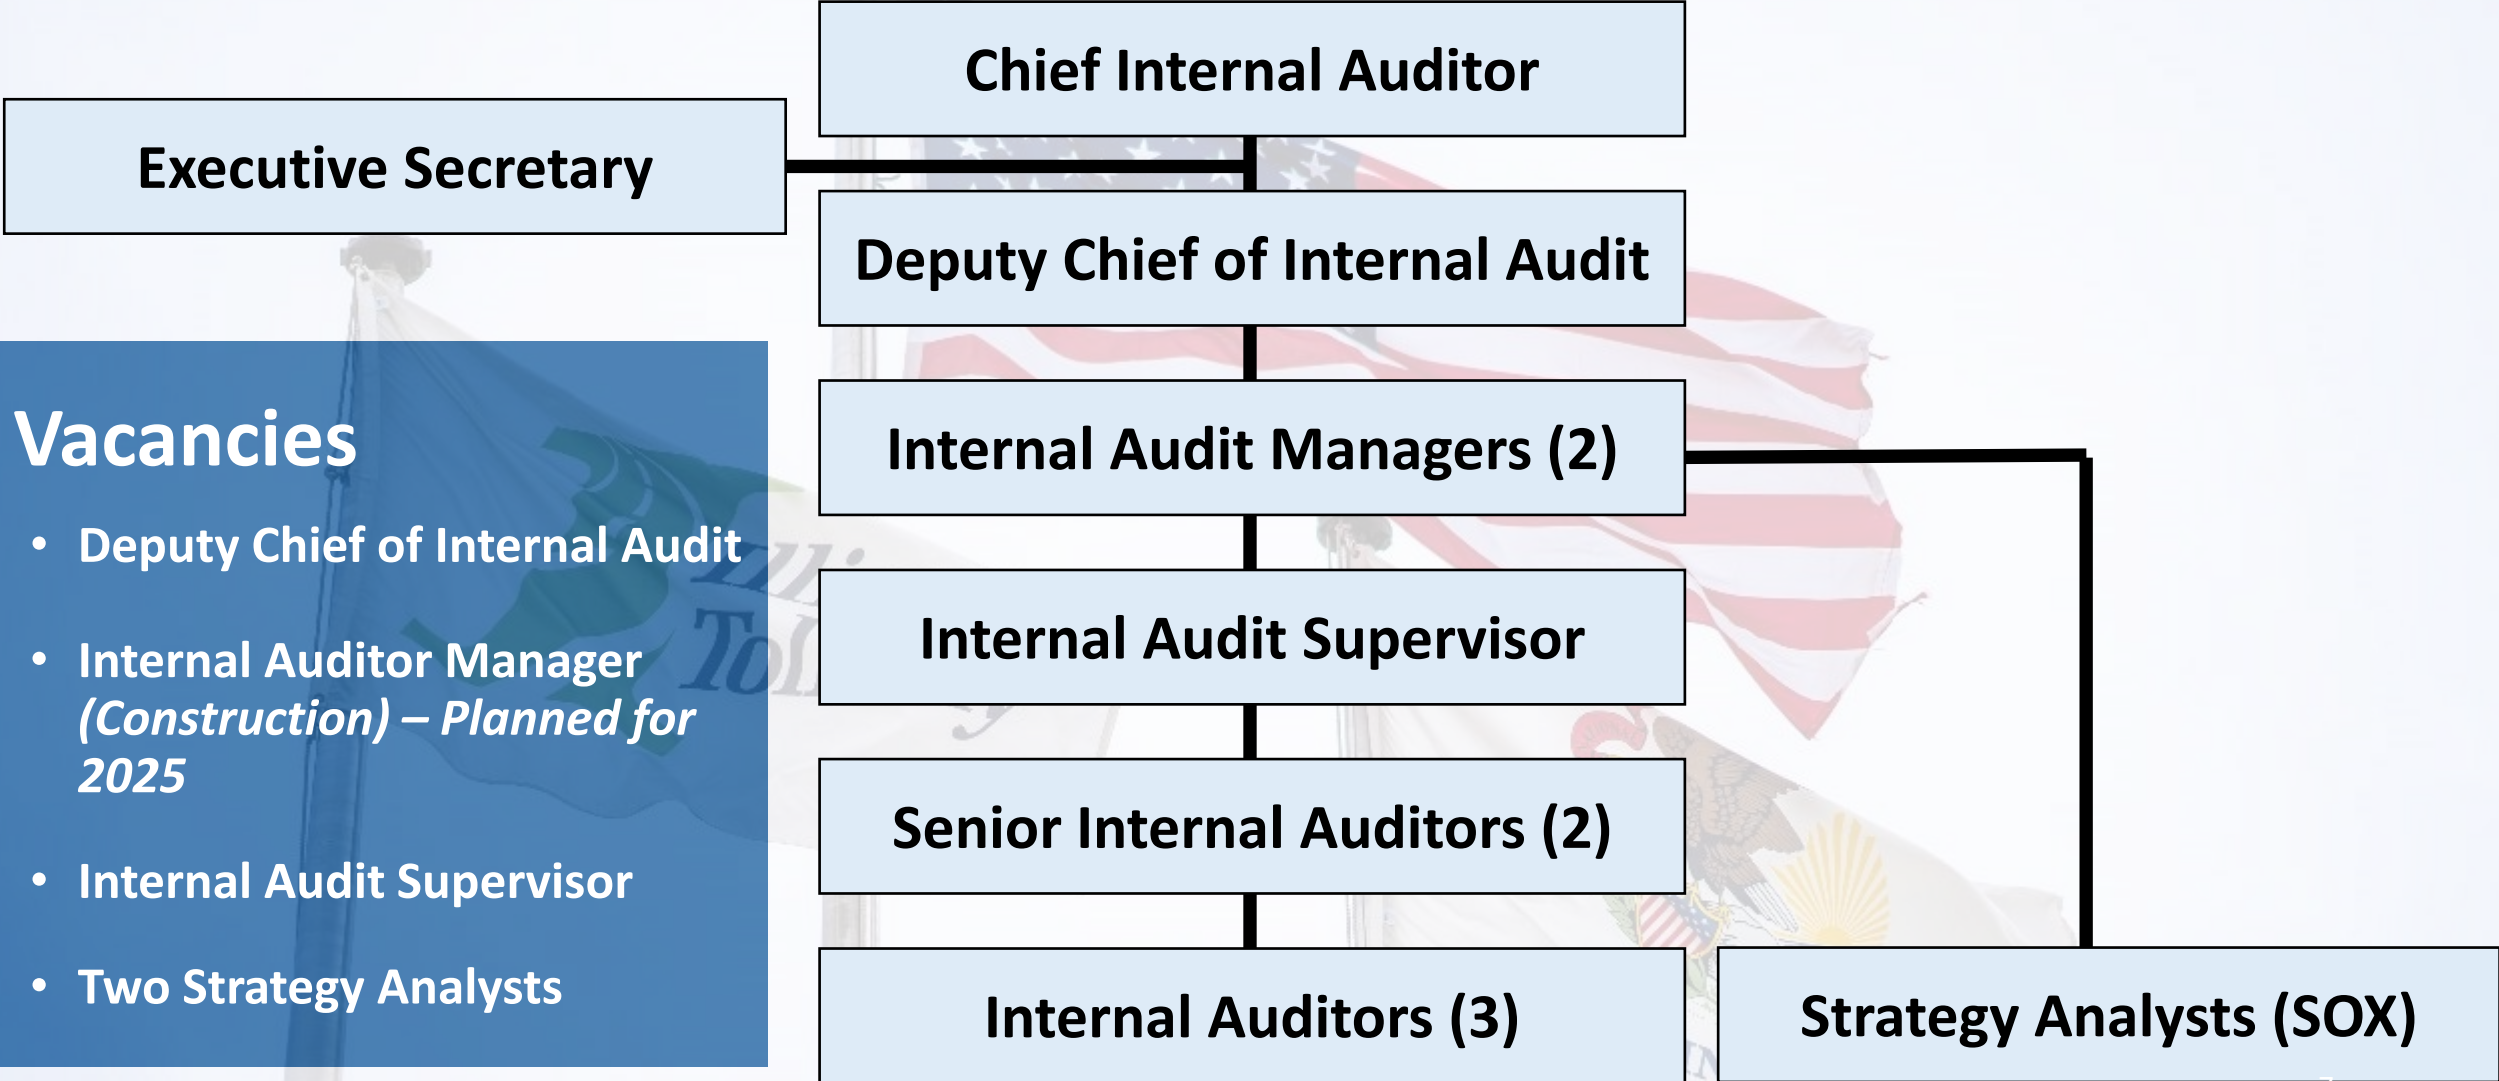 Chief Internal Auditor
Executive Secretary
Deputy Chief of Internal Audit
Internal Audit Managers (2)
Internal Audit Supervisor
Senior Internal Auditors (2)
Internal Auditors (3)
Strategy Analysts (SOX)
Vacancies
• Deputy Chief of Internal Audit
• Internal Auditor Manager
(Construction) – Planned for
2025
• Internal Audit Supervisor
• Two Strategy Analysts